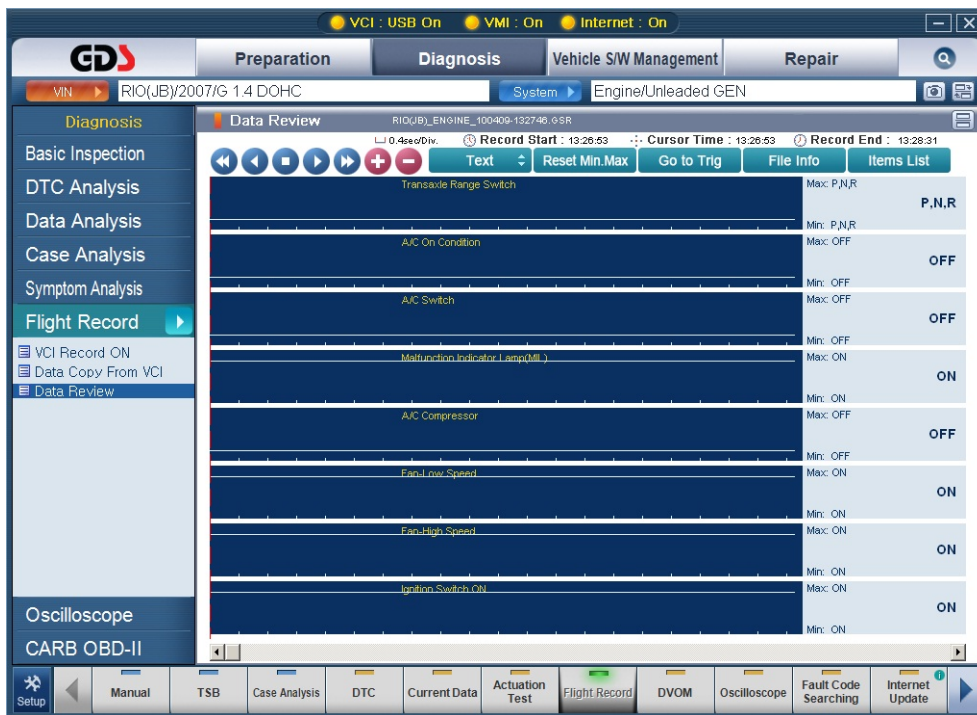 VCI : USB On VMI : On Internet : On
GDS Preparation Diagnosis Vehicle S/W Management Repair
VIN RIO(JB)/2007/G 1.4 DOHC System Engine/Unleaded GEN
Diagnosis
Basic Inspection
DTC Analysis
Data Analysis
Case Analysis
Symptom Analysis
Flight Record
VCI Record ON
Data Copy From VCI
Data Review
Oscilloscope
CARB OBD-II
Data Review RIO(JB)_ENGINE_100409-132746.GSR
0.4sec/Div. Record Start : 13:26:53 Cursor Time : 13:26:53 Record End : 13:28:31
Text Reset Min.Max Go to Trig File Info Items List
Transaxle Range Switch Max: P,N,R
P,N,R
Min: P,N,R
A/C On Condition Max: OFF
OFF
Min: OFF
A/C Switch Max: OFF
OFF
Min: OFF
Malfunction Indicator Lamp(MIL) Max: ON
ON
Min: ON
A/C Compressor Max: OFF
OFF
Min: OFF
Fan-Low Speed Max: ON
ON
Min: ON
Fan-High Speed Max: ON
ON
Min: ON
Ignition Switch ON Max: ON
ON
Min: ON
Setup Manual TSB Case Analysis DTC Current Data Actuation Test Flight Record DVOM Oscilloscope Fault Code Searching Internet Update